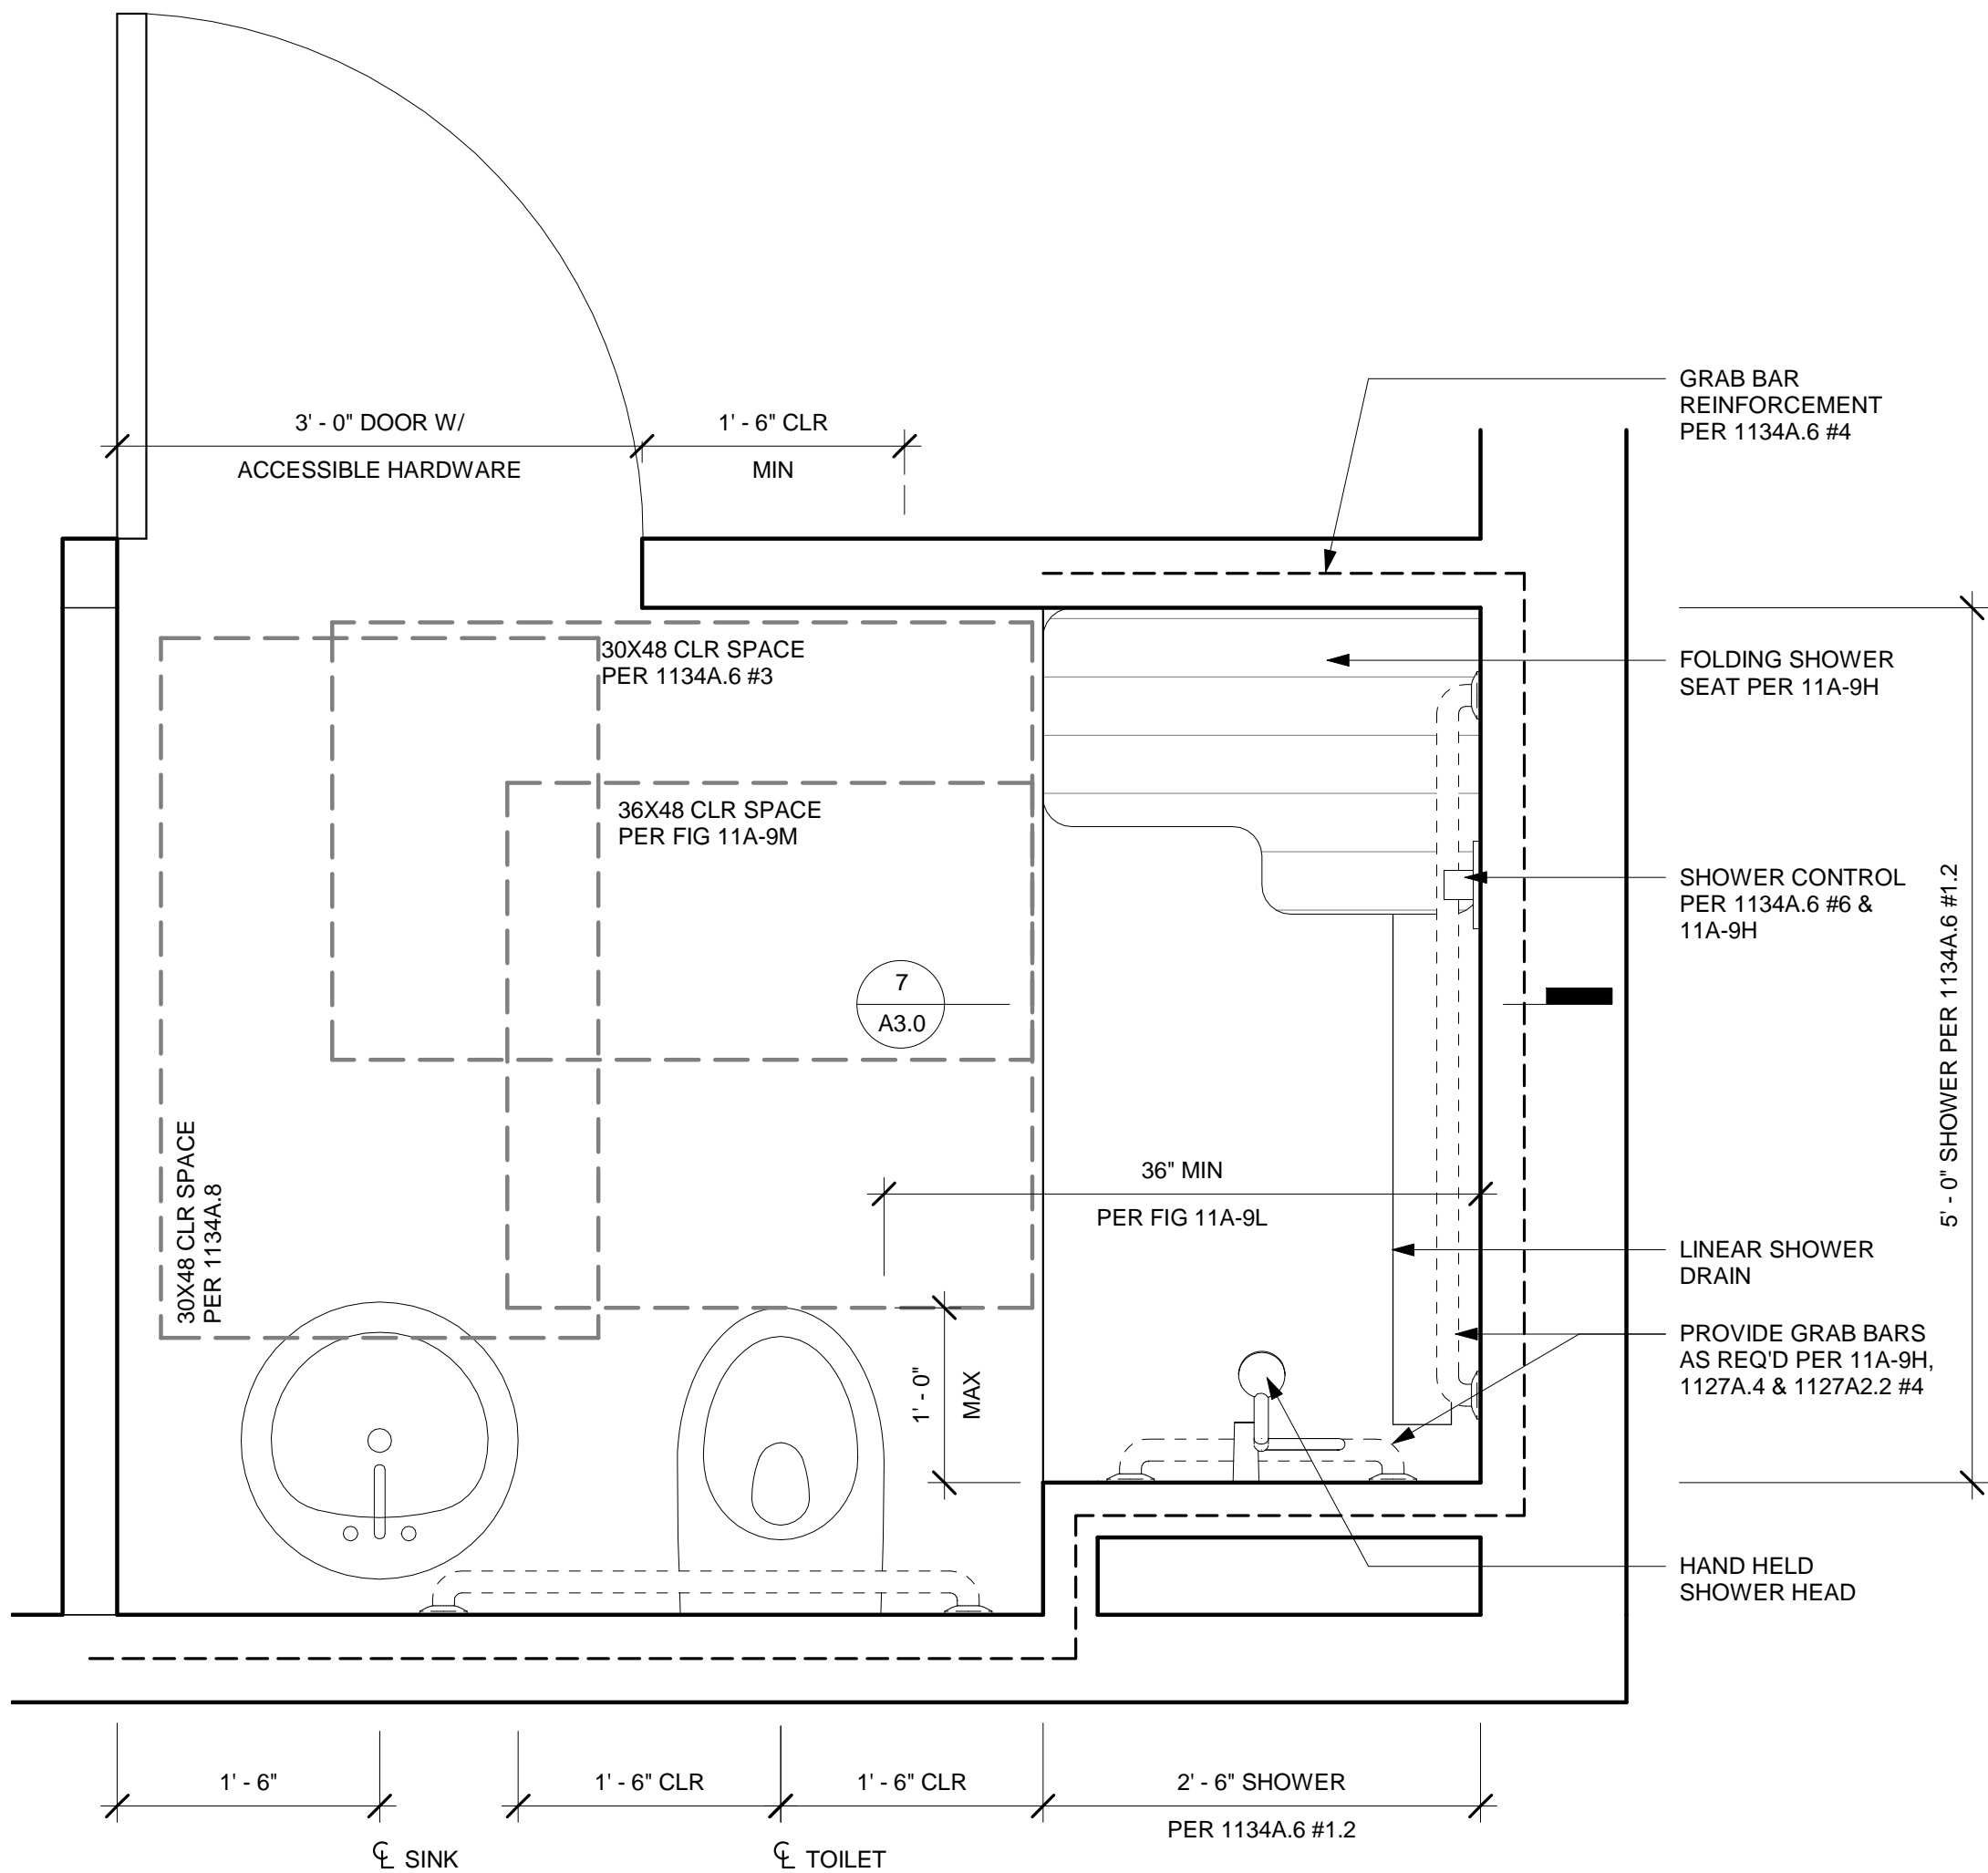 3' - 0" DOOR W/
ACCESSIBLE HARDWARE
1' - 6" CLR
MIN
GRAB BAR
REINFORCEMENT
PER 1134A.6 #4
30X48 CLR SPACE
PER 1134A.6 #3
FOLDING SHOWER
SEAT PER 11A-9H
36X48 CLR SPACE
PER FIG 11A-9M
SHOWER CONTROL
PER 1134A.6 #6 &
11A-9H
5' - 0" SHOWER PER 1134A.6 #1.2
7
A3.0
30X48 CLR SPACE
PER 1134A.8
36" MIN
PER FIG 11A-9L
LINEAR SHOWER
DRAIN
1' - 0"
MAX
PROVIDE GRAB BARS
AS REQ'D PER 11A-9H,
1127A.4 & 1127A2.2 #4
HAND HELD
SHOWER HEAD
1' - 6"
1' - 6" CLR
1' - 6" CLR
2' - 6" SHOWER
PER 1134A.6 #1.2
℄ SINK
℄ TOILET